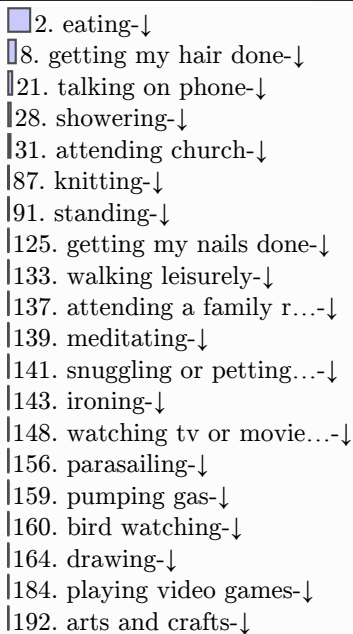 2. eating-↓
8. getting my hair done-↓
21. talking on phone-↓
28. showering-↓
31. attending church-↓
87. knitting-↓
91. standing-↓
125. getting my nails done-↓
133. walking leisurely-↓
137. attending a family r...-↓
139. meditating-↓
141. snuggling or petting...-↓
143. ironing-↓
148. watching tv or movie...-↓
156. parasailing-↓
159. pumping gas-↓
160. bird watching-↓
164. drawing-↓
184. playing video games-↓
192. arts and crafts-↓